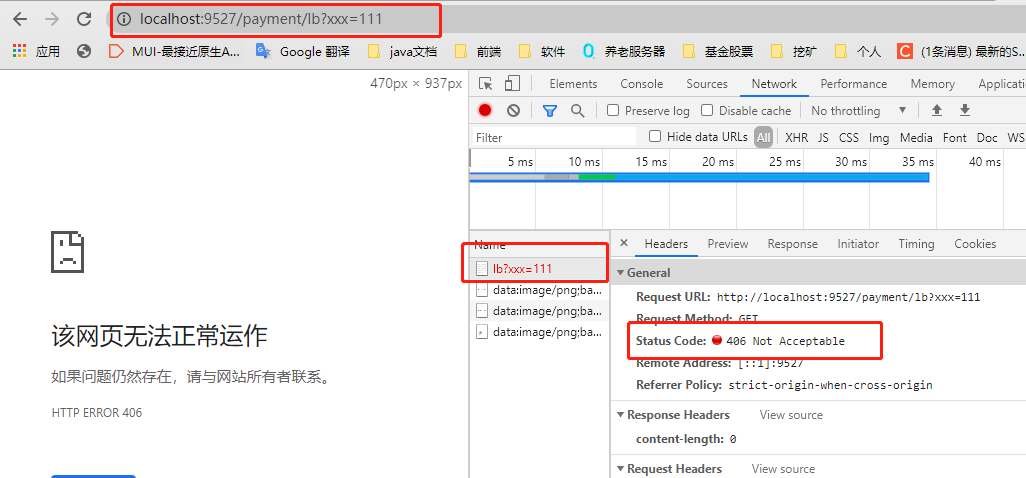 localhost:9527/payment/lb?xxx=111
应用 MUI-最接近原生A... Google 翻译 java文档 前端 软件 养老服务器 基金股票 挖矿 个人 (1条消息) 最新的S...
470px × 937px
Elements Console Sources Network Performance Memory Applicati
Preserve log Disable cache No throttling
Filter Hide data URLs All XHR JS CSS Img Media Font Doc WS
5 ms 10 ms 15 ms 20 ms 25 ms 30 ms 35 ms 40 ms
Name
lb?xxx=111
data:image/png;ba...
data:image/png;ba...
data:image/png;ba...
Headers Preview Response Initiator Timing Cookies
General
Request URL: http://localhost:9527/payment/lb?xxx=111
Request Method: GET
Status Code: 406 Not Acceptable
Remote Address: [::1]:9527
Referrer Policy: strict-origin-when-cross-origin
Response Headers View source
content-length: 0
Request Headers View source
该网页无法正常运作
如果问题仍然存在，请与网站所有者联系。
HTTP ERROR 406